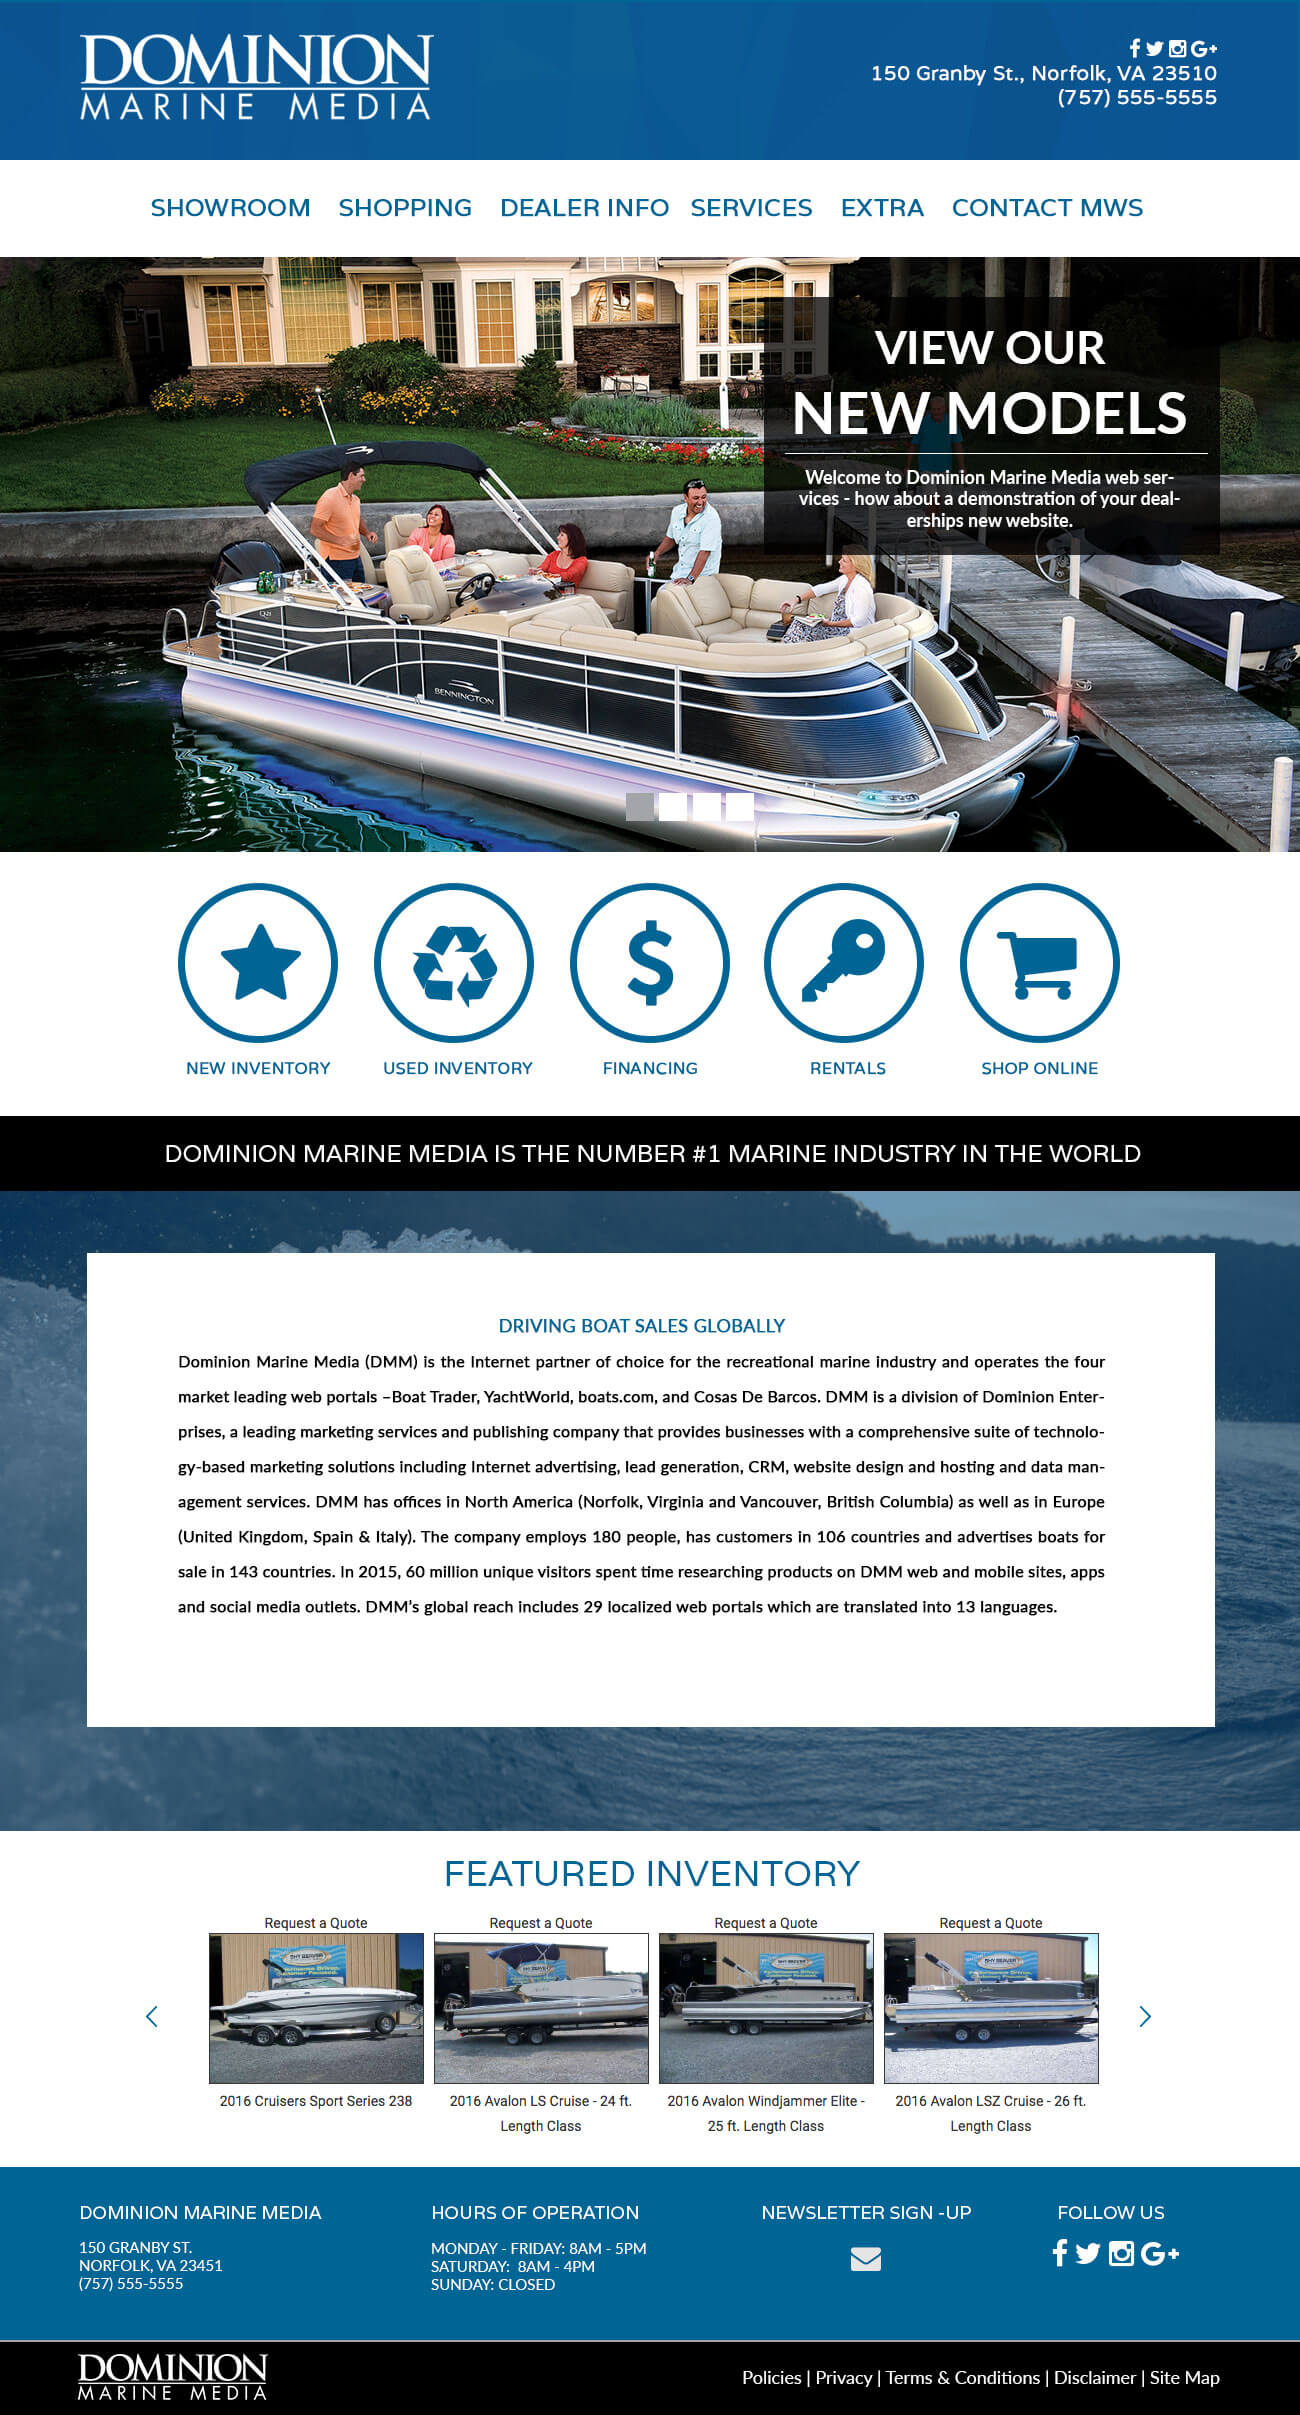 DOMINION
MARINE MEDIA
150 Granby St., Norfolk, VA 23510
(757) 555-5555
SHOWROOM SHOPPING DEALER INFO SERVICES EXTRA CONTACT MWS
VIEW OUR
NEW MODELS
Welcome to Dominion Marine Media web ser-
vices - how about a demonstration of your deal-
erships new website.
Q21
BENNINGTON
NEW INVENTORY USED INVENTORY FINANCING RENTALS SHOP ONLINE
DOMINION MARINE MEDIA IS THE NUMBER #1 MARINE INDUSTRY IN THE WORLD
DRIVING BOAT SALES GLOBALLY
Dominion Marine Media (DMM) is the Internet partner of choice for the recreational marine industry and operates the four
market leading web portals –Boat Trader, YachtWorld, boats.com, and Cosas De Barcos. DMM is a division of Dominion Enter-
prises, a leading marketing services and publishing company that provides businesses with a comprehensive suite of technolo-
gy-based marketing solutions including Internet advertising, lead generation, CRM, website design and hosting and data man-
agement services. DMM has offices in North America (Norfolk, Virginia and Vancouver, British Columbia) as well as in Europe
(United Kingdom, Spain & Italy). The company employs 180 people, has customers in 106 countries and advertises boats for
sale in 143 countries. In 2015, 60 million unique visitors spent time researching products on DMM web and mobile sites, apps
and social media outlets. DMM's global reach includes 29 localized web portals which are translated into 13 languages.
FEATURED INVENTORY
Request a Quote Request a Quote Request a Quote Request a Quote
2016 Cruisers Sport Series 238
2016 Avalon LS Cruise - 24 ft.
Length Class
2016 Avalon Windjammer Elite -
25 ft. Length Class
2016 Avalon LSZ Cruise - 26 ft.
Length Class
DOMINION MARINE MEDIA
150 GRANBY ST.
NORFOLK, VA 23451
(757) 555-5555
HOURS OF OPERATION
MONDAY - FRIDAY: 8AM - 5PM
SATURDAY: 8AM - 4PM
SUNDAY: CLOSED
NEWSLETTER SIGN -UP
FOLLOW US
DOMINION
MARINE MEDIA
Policies | Privacy | Terms & Conditions | Disclaimer | Site Map